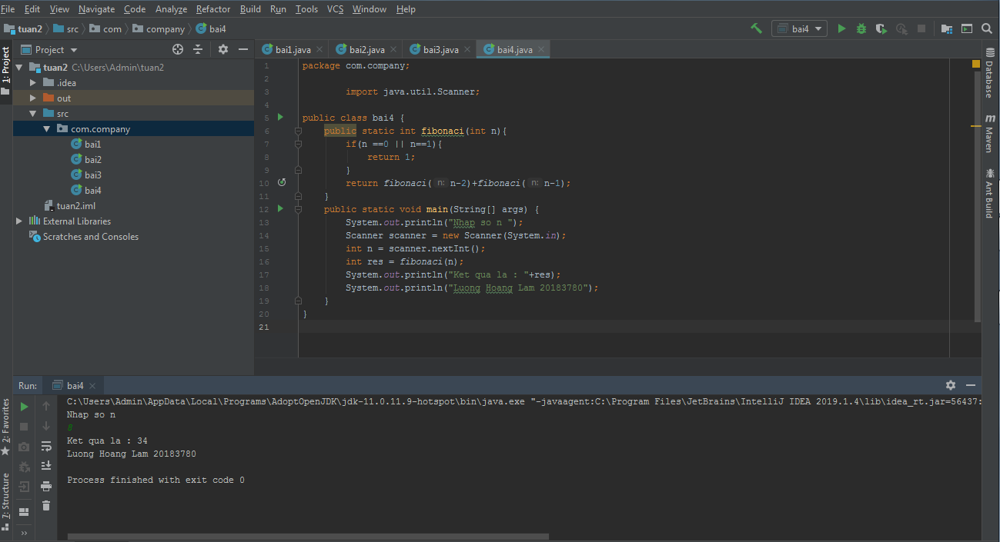 File Edit View Navigate Code Analyze Refactor Build Run Tools VCS Window Help
tuan2 src com company bai4 bai4
1: Project
Project
bai1.java bai2.java bai3.java bai4.java
tuan2 C:\Users\Admin\tuan2
.idea
out
src
com.company
bai1
bai2
bai3
bai4
tuan2.iml
External Libraries
Scratches and Consoles
1 package com.company;
2
3 import java.util.Scanner;
4
5 public class bai4 {
6 public static int fibonaci(int n){
7 if(n ==0 || n==1){
8 return 1;
9 }
10 return fibonaci( n: n-2)+fibonaci( n: n-1);
11 }
12 public static void main(String[] args) {
13 System.out.println("Nhap so n ");
14 Scanner scanner = new Scanner(System.in);
15 int n = scanner.nextInt();
16 int res = fibonaci(n);
17 System.out.println("Ket qua la : "+res);
18 System.out.println("Luong Hoang Lam 20183780");
19 }
20 }
21
Database
m Maven
Ant Build
Run: bai4
C:\Users\Admin\AppData\Local\Programs\AdoptOpenJDK\jdk-11.0.11.9-hotspot\bin\java.exe "-javaagent:C:\Program Files\JetBrains\IntelliJ IDEA 2019.1.4\lib\idea_rt.jar=56437:
Nhap so n
8
Ket qua la : 34
Luong Hoang Lam 20183780
Process finished with exit code 0
2: Favorites
7: Structure